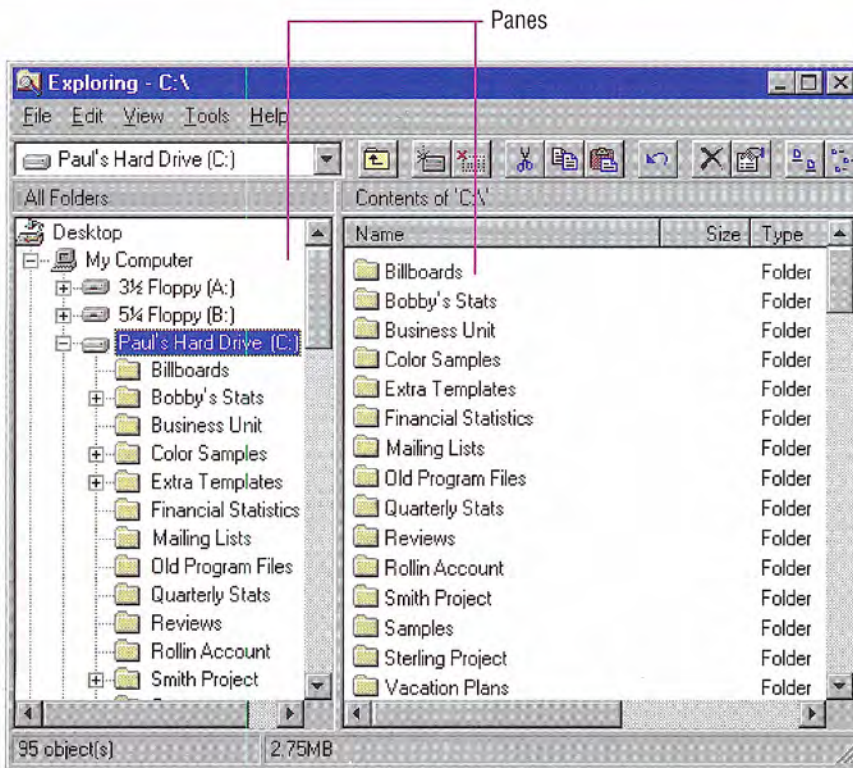 Panes
Exploring - C:\
File Edit View Tools Help
Paul's Hard Drive (C:)
All Folders
Contents of 'C:\'
Desktop
My Computer
3½ Floppy (A:)
5¼ Floppy (B:)
Paul's Hard Drive (C:)
Billboards
Bobby's Stats
Business Unit
Color Samples
Extra Templates
Financial Statistics
Mailing Lists
Old Program Files
Quarterly Stats
Reviews
Rollin Account
Smith Project
Name Size Type
Billboards Folder
Bobby's Stats Folder
Business Unit Folder
Color Samples Folder
Extra Templates Folder
Financial Statistics Folder
Mailing Lists Folder
Old Program Files Folder
Quarterly Stats Folder
Reviews Folder
Rollin Account Folder
Smith Project Folder
Samples Folder
Sterling Project Folder
Vacation Plans Folder
95 object(s) 2.75MB